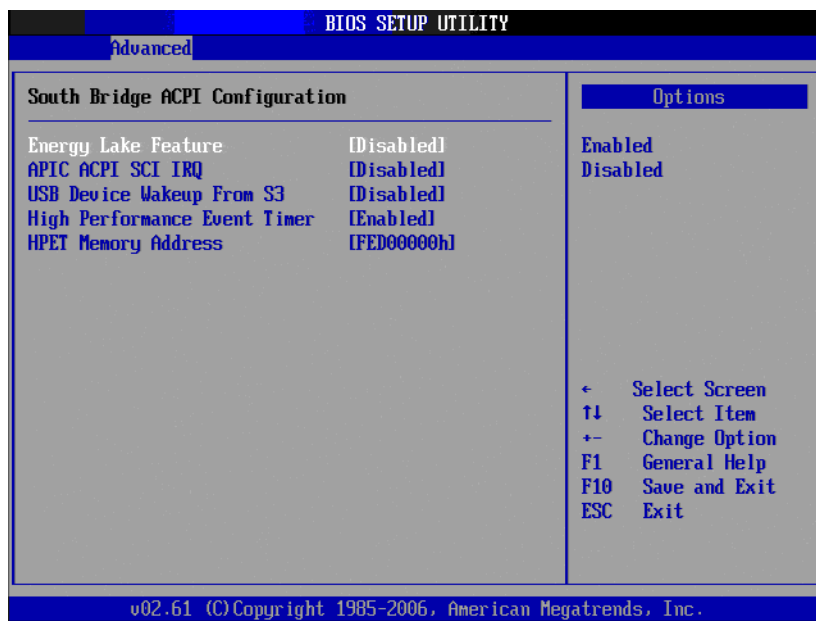 BIOS SETUP UTILITY
Advanced
South Bridge ACPI Configuration
Energy Lake Feature [Disabled]
APIC ACPI SCI IRQ [Disabled]
USB Device Wakeup From S3 [Disabled]
High Performance Event Timer [Enabled]
HPET Memory Address [FED00000h]
Options
Enabled
Disabled
← Select Screen
↑↓ Select Item
+- Change Option
F1 General Help
F10 Save and Exit
ESC Exit
v02.61 (C)Copyright 1985-2006, American Megatrends, Inc.